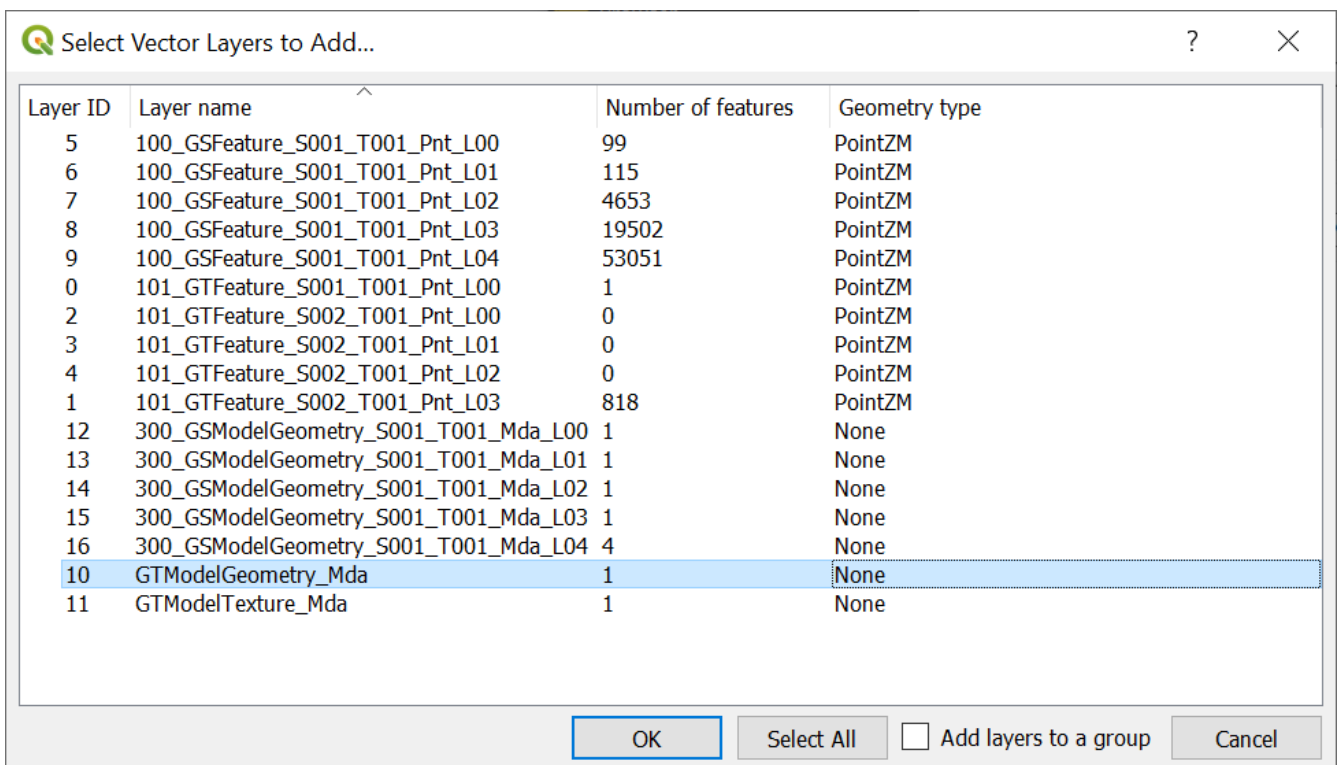 Select Vector Layers to Add... ?
Layer ID Layer name Number of features Geometry type
5 100_GSFeature_S001_T001_Pnt_L00 99 PointZM
6 100_GSFeature_S001_T001_Pnt_L01 115 PointZM
7 100_GSFeature_S001_T001_Pnt_L02 4653 PointZM
8 100_GSFeature_S001_T001_Pnt_L03 19502 PointZM
9 100_GSFeature_S001_T001_Pnt_L04 53051 PointZM
0 101_GTFeature_S001_T001_Pnt_L00 1 PointZM
2 101_GTFeature_S002_T001_Pnt_L00 0 PointZM
3 101_GTFeature_S002_T001_Pnt_L01 0 PointZM
4 101_GTFeature_S002_T001_Pnt_L02 0 PointZM
1 101_GTFeature_S002_T001_Pnt_L03 818 PointZM
12 300_GSModelGeometry_S001_T001_Mda_L00 1 None
13 300_GSModelGeometry_S001_T001_Mda_L01 1 None
14 300_GSModelGeometry_S001_T001_Mda_L02 1 None
15 300_GSModelGeometry_S001_T001_Mda_L03 1 None
16 300_GSModelGeometry_S001_T001_Mda_L04 4 None
10 GTModelGeometry_Mda 1 None
11 GTModelTexture_Mda 1 None
OK Select All Add layers to a group Cancel